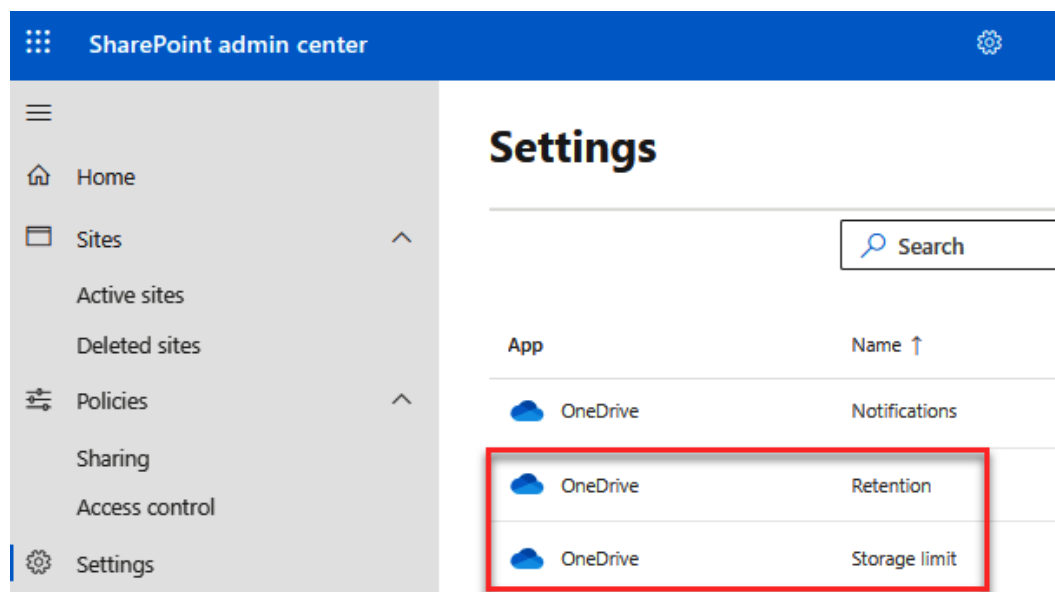 SharePoint admin center
Home
Sites
Active sites
Deleted sites
Policies
Sharing
Access control
Settings
Settings
Search
App Name ↑
OneDrive Notifications
OneDrive Retention
OneDrive Storage limit